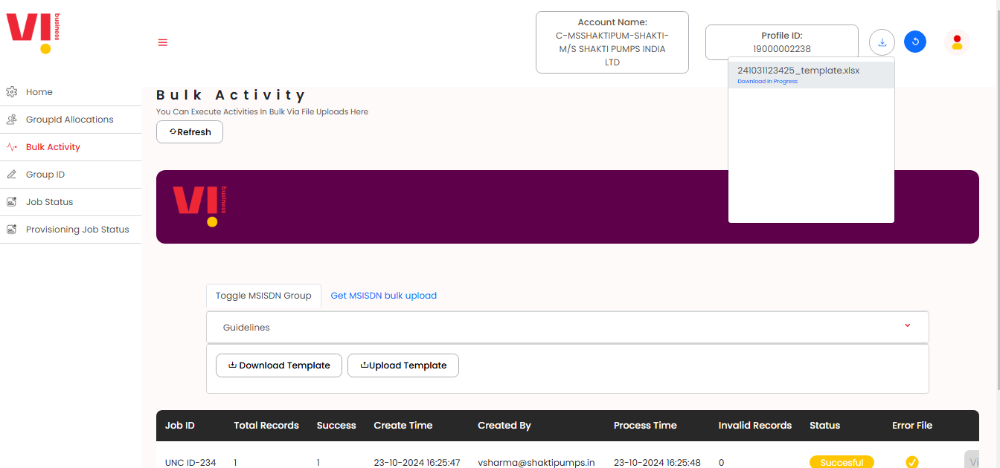 VI business
Account Name:
C-MSSHAKTIPUM-SHAKTI-
M/S SHAKTI PUMPS INDIA
LTD
Profile ID:
19000002238
241031123425_template.xlsx
Download In Progress
Home
GroupId Allocations
Bulk Activity
Group ID
Job Status
Provisioning Job Status
Bulk Activity
You Can Execute Activities In Bulk Via File Uploads Here
Refresh
VI business
Toggle MSISDN Group Get MSISDN bulk upload
Guidelines
Download Template Upload Template
Job ID Total Records Success Create Time Created By Process Time Invalid Records Status Error File
UNC ID-234 1 1 23-10-2024 16:25:47 vsharma@shaktipumps.in 23-10-2024 16:25:48 0 Succesful Vi